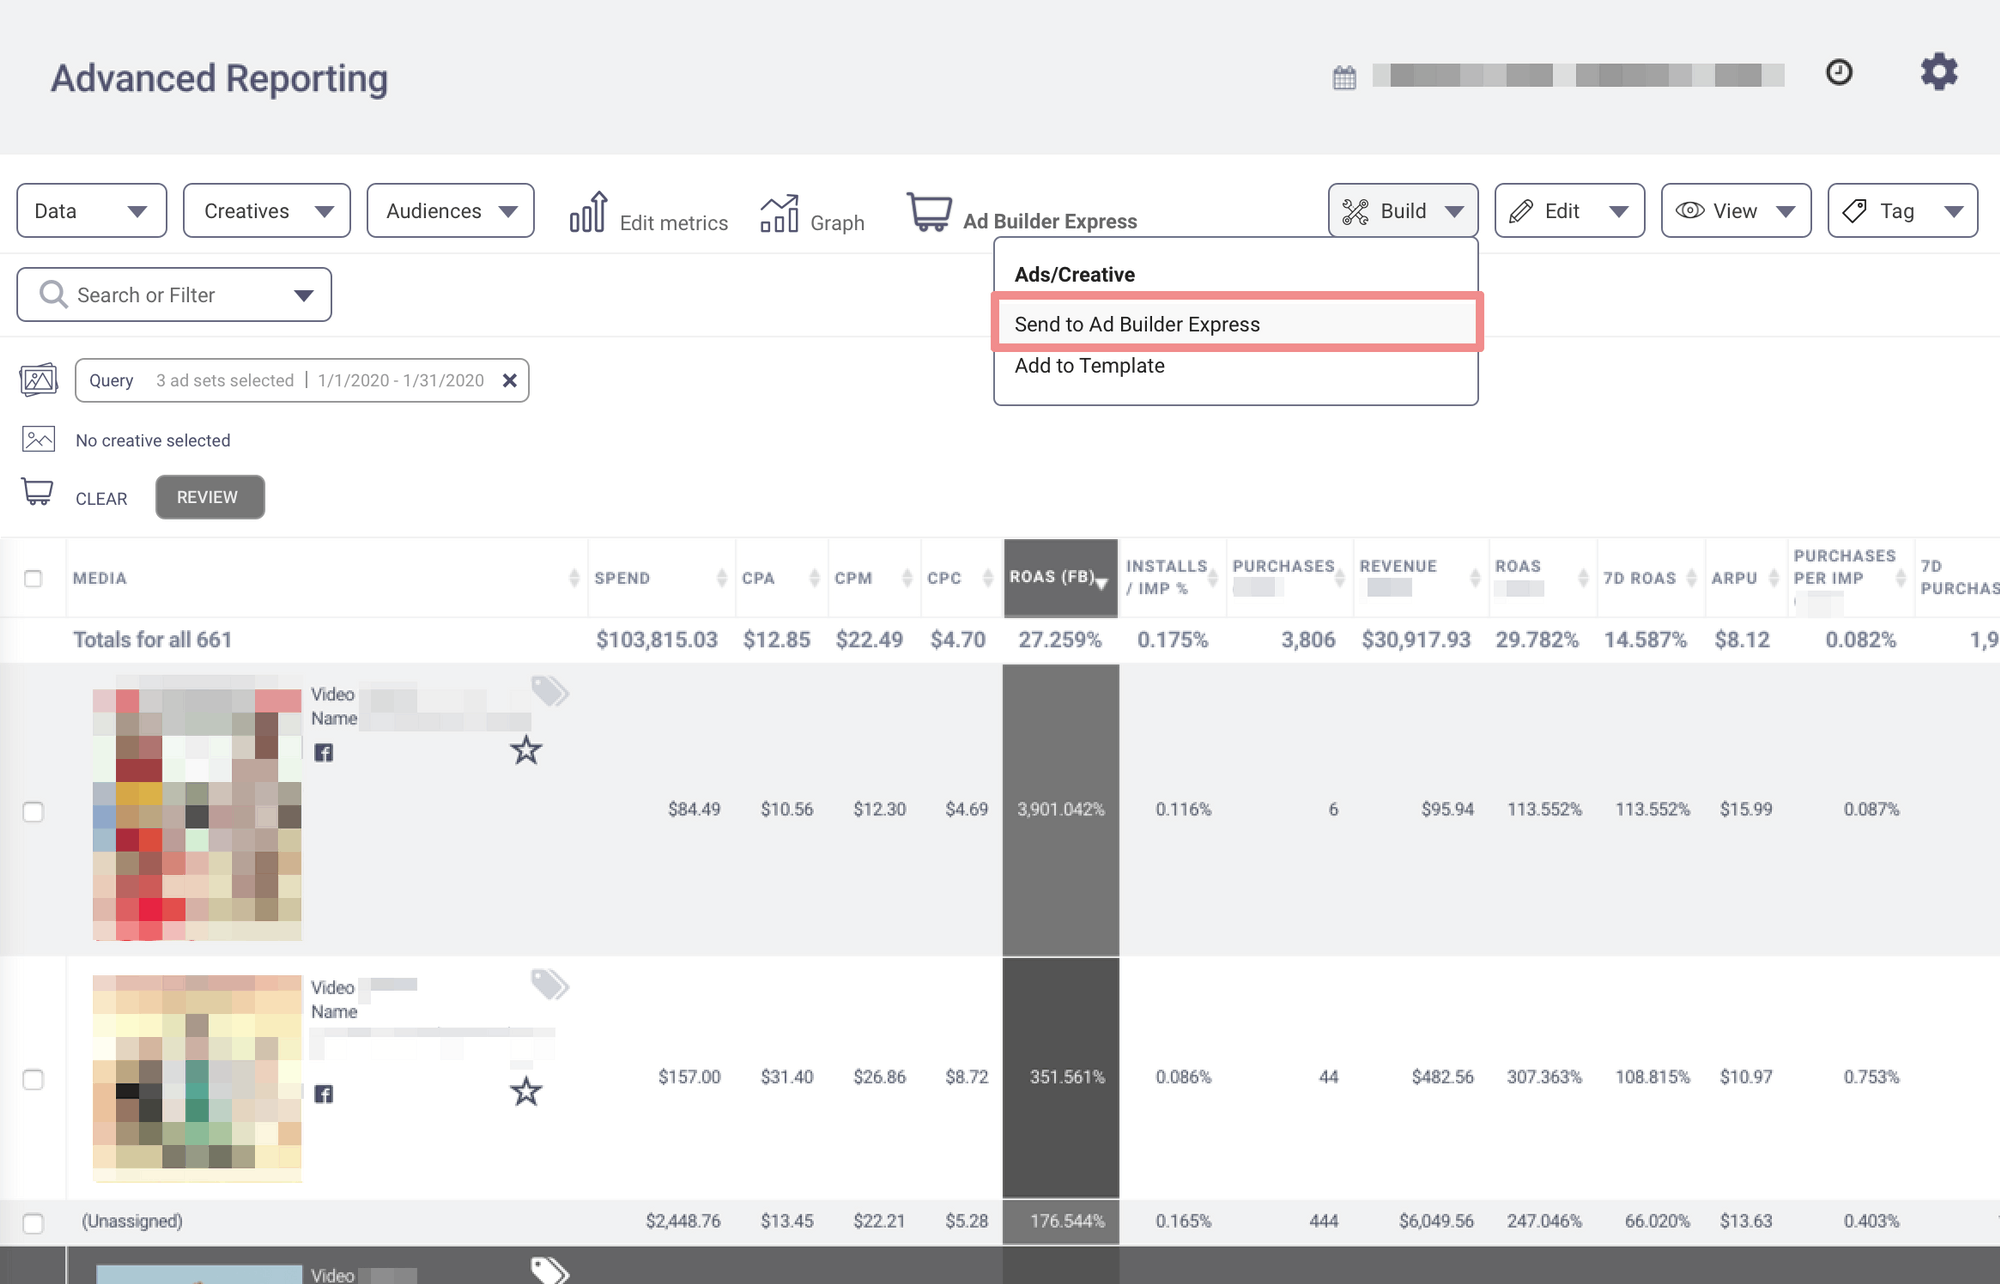 Advanced Reporting
Data
Creatives
Audiences
Edit metrics
Graph
Ad Builder Express
Build
Edit
View
Tag
Ads/Creative
Send to Ad Builder Express
Add to Template
Search or Filter
Query 3 ad sets selected | 1/1/2020 - 1/31/2020
No creative selected
CLEAR REVIEW
MEDIA SPEND CPA CPM CPC ROAS (FB) INSTALLS / IMP % PURCHASES REVENUE ROAS 7D ROAS ARPU PURCHASES PER IMP 7D PURCHAS
Totals for all 661 $103,815.03 $12.85 $22.49 $4.70 27.259% 0.175% 3,806 $30,917.93 29.782% 14.587% $8.12 0.082% 1,9
Video
Name
$84.49 $10.56 $12.30 $4.69 3,901.042% 0.116% 6 $95.94 113.552% 113.552% $15.99 0.087%
Video
Name
$157.00 $31.40 $26.86 $8.72 351.561% 0.086% 44 $482.56 307.363% 108.815% $10.97 0.753%
(Unassigned) $2,448.76 $13.45 $22.21 $5.28 176.544% 0.165% 444 $6,049.56 247.046% 66.020% $13.63 0.403%
Video